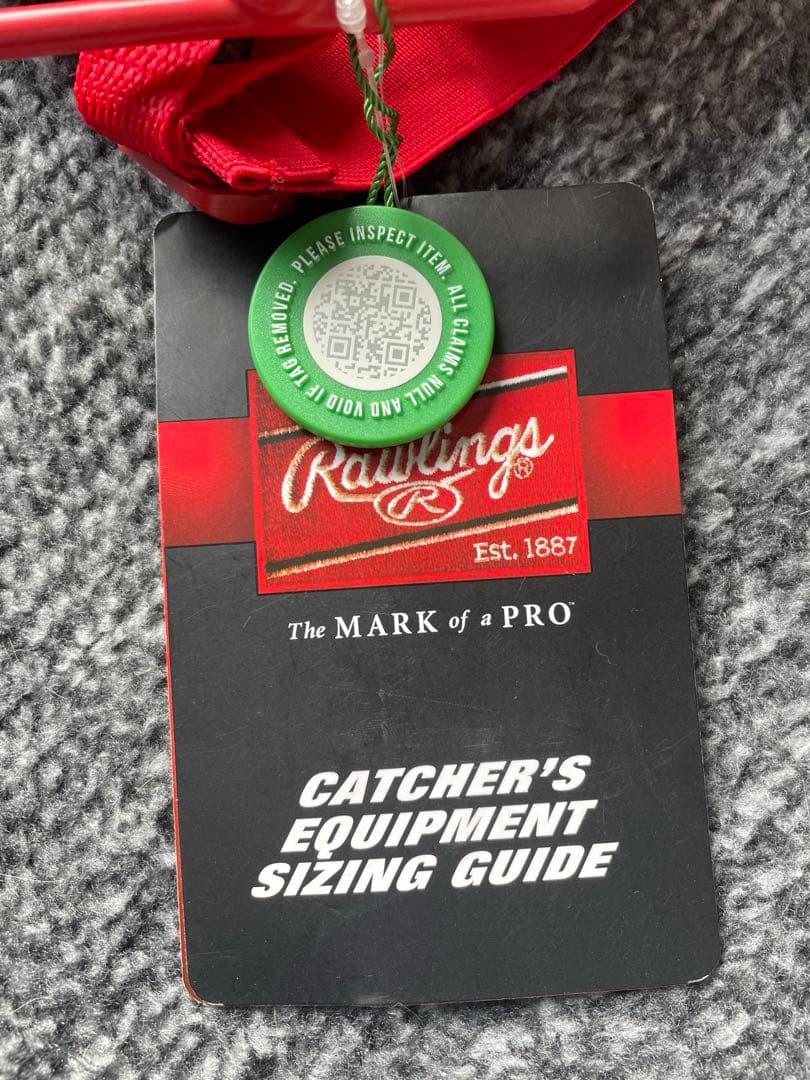 PLEASE INSPECT ITEM. ALL CLAIMS NULL AND VOID IF TAG REMOVED.
Rawlings®
R
Est. 1887
The MARK of a PRO™
CATCHER'S
EQUIPMENT
SIZING GUIDE